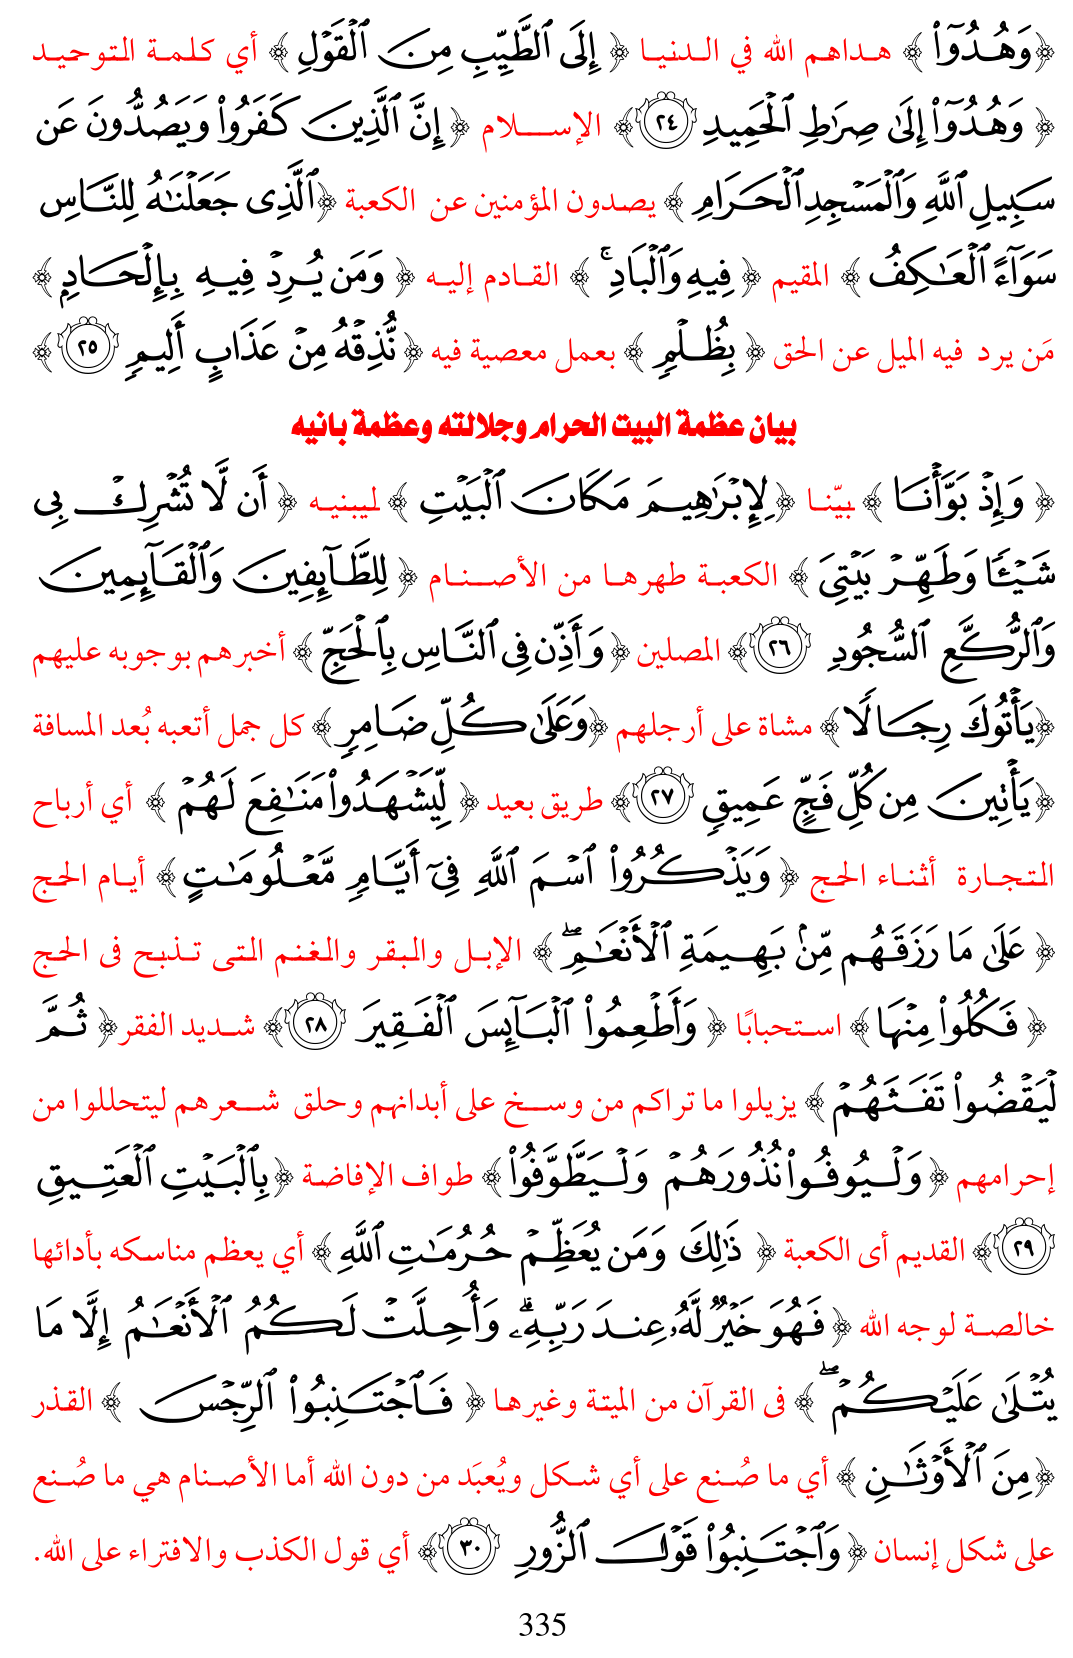 ﴿وَهُدُوٓا۟﴾ هداهم الله في الدنيا ﴿إِلَى ٱلطَّيِّبِ مِنَ ٱلْقَوْلِ﴾ أي كلمة التوحيد
﴿وَهُدُوٓا۟ إِلَىٰ صِرَٰطِ ٱلْحَمِيدِ ٢٤﴾ الإسلام ﴿إِنَّ ٱلَّذِينَ كَفَرُوا۟ وَيَصُدُّونَ عَن
سَبِيلِ ٱللَّهِ وَٱلْمَسْجِدِ ٱلْحَرَامِ﴾ يصدون المؤمنين عن الكعبة ﴿ٱلَّذِى جَعَلْنَٰهُ لِلنَّاسِ
سَوَآءً ٱلْعَٰكِفُ﴾ المقيم ﴿فِيهِ وَٱلْبَادِ ۚ﴾ القادم إليه ﴿وَمَن يُرِدْ فِيهِ بِإِلْحَادٍۭ﴾
مَن يرد فيه الميل عن الحق ﴿بِظُلْمٍ﴾ بعمل معصية فيه ﴿نُّذِقْهُ مِنْ عَذَابٍ أَلِيمٍ ٢٥﴾
بيان عظمة البيت الحرام وجلالته وعظمة بانيه
﴿وَإِذْ بَوَّأْنَا﴾ بيّنا ﴿لِإِبْرَٰهِيمَ مَكَانَ ٱلْبَيْتِ﴾ ليبنيه ﴿أَن لَّا تُشْرِكْ بِى
شَيْـًٔا وَطَهِّرْ بَيْتِىَ﴾ الكعبة طهرها من الأصنام ﴿لِلطَّآئِفِينَ وَٱلْقَآئِمِينَ
وَٱلرُّكَّعِ ٱلسُّجُودِ ٢٦﴾ المصلين ﴿وَأَذِّن فِى ٱلنَّاسِ بِٱلْحَجِّ﴾ أخبرهم بوجوبه عليهم
﴿يَأْتُوكَ رِجَالًا﴾ مشاة على أرجلهم ﴿وَعَلَىٰ كُلِّ ضَامِرٍ﴾ كل جمل أتعبه بُعد المسافة
﴿يَأْتِينَ مِن كُلِّ فَجٍّ عَمِيقٍ ٢٧﴾ طريق بعيد ﴿لِّيَشْهَدُوا۟ مَنَٰفِعَ لَهُمْ﴾ أي أرباح
التجارة أثناء الحج ﴿وَيَذْكُرُوا۟ ٱسْمَ ٱللَّهِ فِىٓ أَيَّامٍ مَّعْلُومَٰتٍ﴾ أيام الحج
﴿عَلَىٰ مَا رَزَقَهُم مِّنۢ بَهِيمَةِ ٱلْأَنْعَٰمِ ۖ﴾ الإبل والبقر والغنم التى تذبح فى الحج
﴿فَكُلُوا۟ مِنْهَا﴾ استحبابًا ﴿وَأَطْعِمُوا۟ ٱلْبَآئِسَ ٱلْفَقِيرَ ٢٨﴾ شديد الفقر ﴿ثُمَّ
لْيَقْضُوا۟ تَفَثَهُمْ﴾ يزيلوا ما تراكم من وسخ على أبدانهم وحلق شعرهم ليتحللوا من
إحرامهم ﴿وَلْيُوفُوا۟ نُذُورَهُمْ وَلْيَطَّوَّفُوا۟﴾ طواف الإفاضة ﴿بِٱلْبَيْتِ ٱلْعَتِيقِ
٢٩﴾ القديم أى الكعبة ﴿ذَٰلِكَ وَمَن يُعَظِّمْ حُرُمَٰتِ ٱللَّهِ﴾ أي يعظم مناسكه بأدائها
خالصة لوجه الله ﴿فَهُوَ خَيْرٌ لَّهُۥ عِندَ رَبِّهِۦ ۗ وَأُحِلَّتْ لَكُمُ ٱلْأَنْعَٰمُ إِلَّا مَا
يُتْلَىٰ عَلَيْكُمْ ۖ﴾ فى القرآن من الميتة وغيرها ﴿فَٱجْتَنِبُوا۟ ٱلرِّجْسَ﴾ القذر
﴿مِنَ ٱلْأَوْثَٰنِ﴾ أي ما صُنع على أي شكل ويُعبَد من دون الله أما الأصنام هي ما صُنع
على شكل إنسان ﴿وَٱجْتَنِبُوا۟ قَوْلَ ٱلزُّورِ ٣٠﴾ أي قول الكذب والافتراء على الله.
335